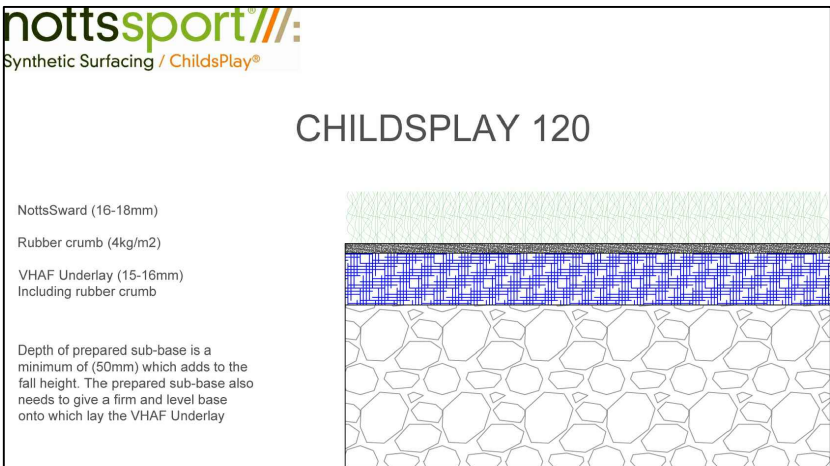 nottssport®///:
Synthetic Surfacing / ChildsPlay®
CHILDSPLAY 120
NottsSward (16-18mm)
Rubber crumb (4kg/m2)
VHAF Underlay (15-16mm)
Including rubber crumb
Depth of prepared sub-base is a
minimum of (50mm) which adds to the
fall height. The prepared sub-base also
needs to give a firm and level base
onto which lay the VHAF Underlay